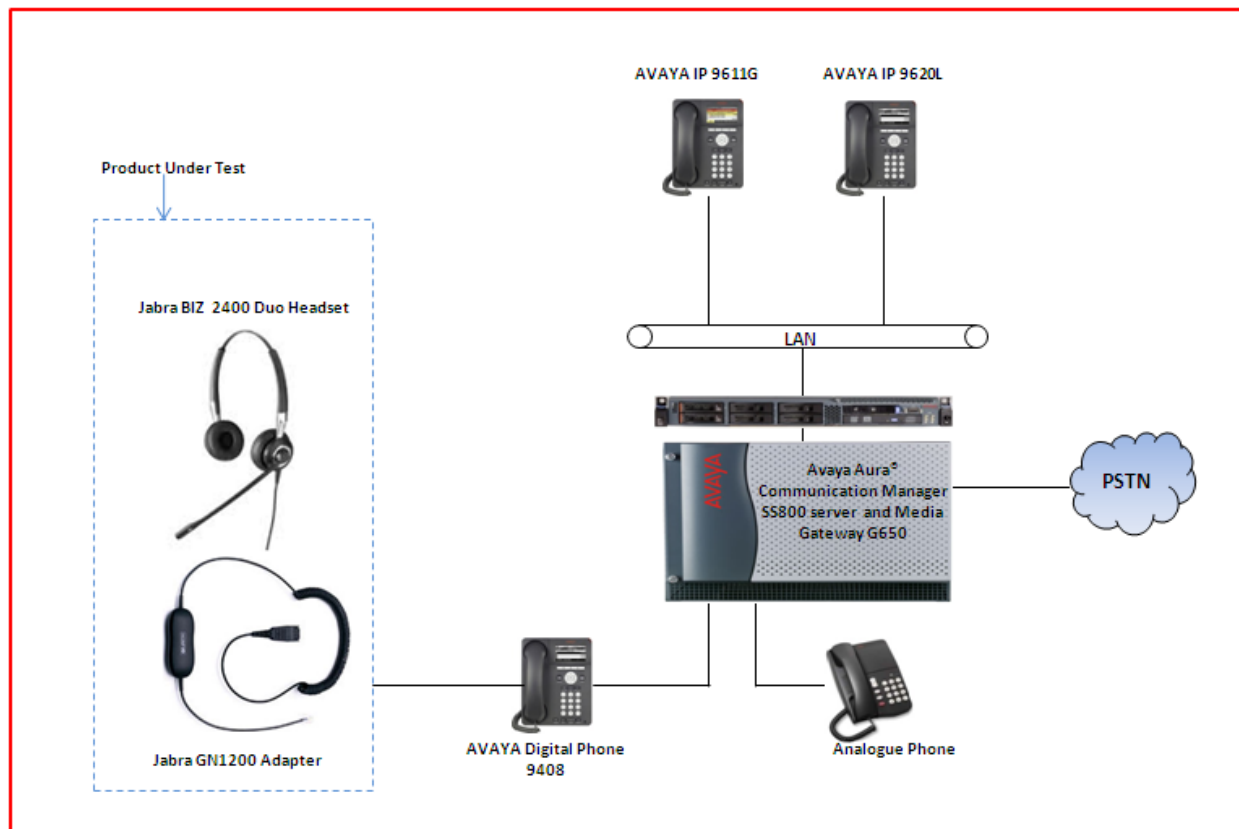 AVAYA IP 9611G
AVAYA IP 9620L
Product Under Test
Jabra BIZ 2400 Duo Headset
LAN
AVAYA
Avaya Aura®
Communication Manager
SS800 server and Media
Gateway G650
PSTN
Jabra GN1200 Adapter
AVAYA Digital Phone
9408
Analogue Phone